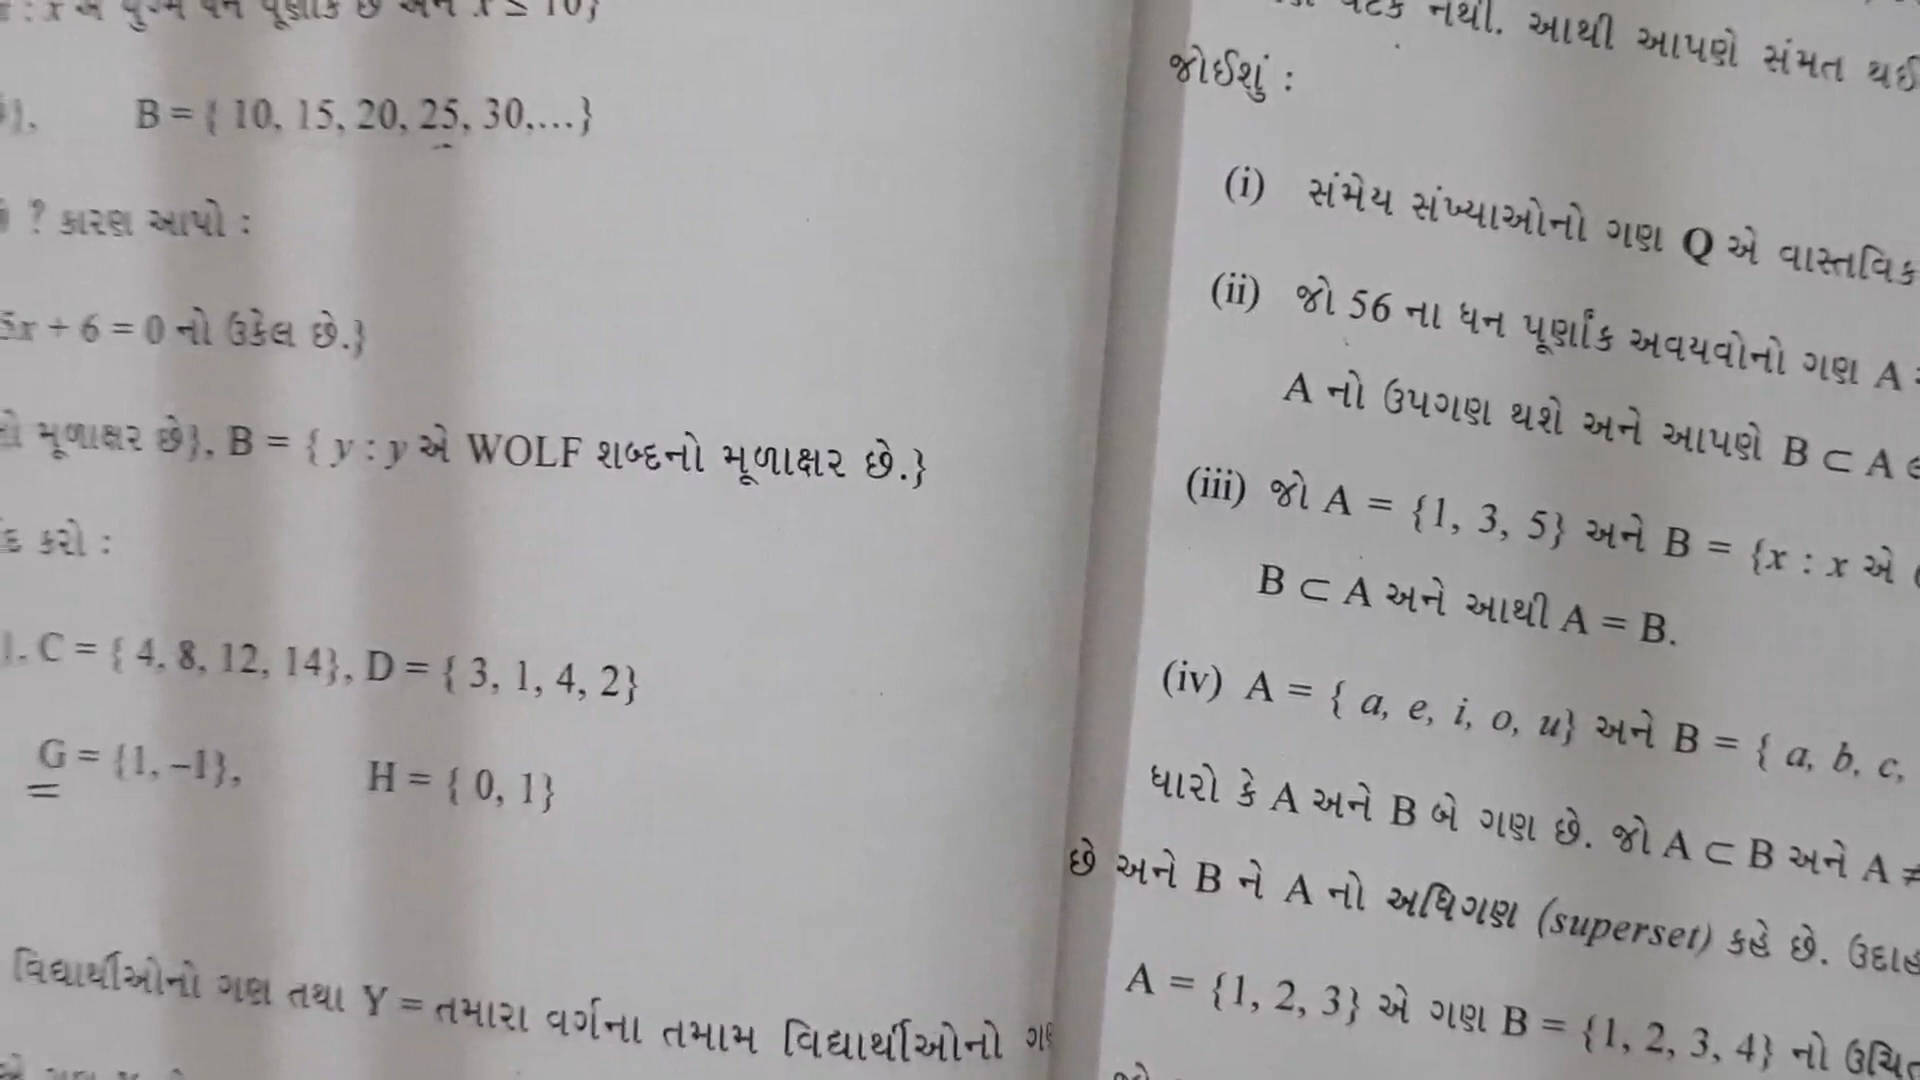 પૂર્ણાંક છે અને x ≤ 10}
B = { 10, 15, 20, 25, 30,...}
? કારણ આપો :
5x + 6 = 0 નો ઉકેલ છે.}
નો મૂળાક્ષર છે}, B = { y : y એ WOLF શબ્દનો મૂળાક્ષર છે.}
કરો :
C = { 4, 8, 12, 14}, D = { 3, 1, 4, 2}
G = {1, –1}, H = { 0, 1}
વિદ્યાર્થીઓનો ગણ તથા Y = તમારા વર્ગના તમામ વિદ્યાર્થીઓનો
ઘટક નથી. આથી આપણે સંમત થઈ
જોઈશું :
(i) સંમેય સંખ્યાઓનો ગણ Q એ વાસ્તવિક
(ii) જો 56 ના ધન પૂર્ણાંક અવયવોનો ગણ A
A નો ઉપગણ થશે અને આપણે B ⊂ A
(iii) જો A = {1, 3, 5} અને B = {x : x એ
B ⊂ A અને આથી A = B.
(iv) A = { a, e, i, o, u} અને B = { a, b, c,
ધારો કે A અને B બે ગણ છે. જો A ⊂ B અને A ≠
છે અને B ને A નો અધિગણ (superset) કહે છે.
A = {1, 2, 3} એ ગણ B = {1, 2, 3, 4} નો